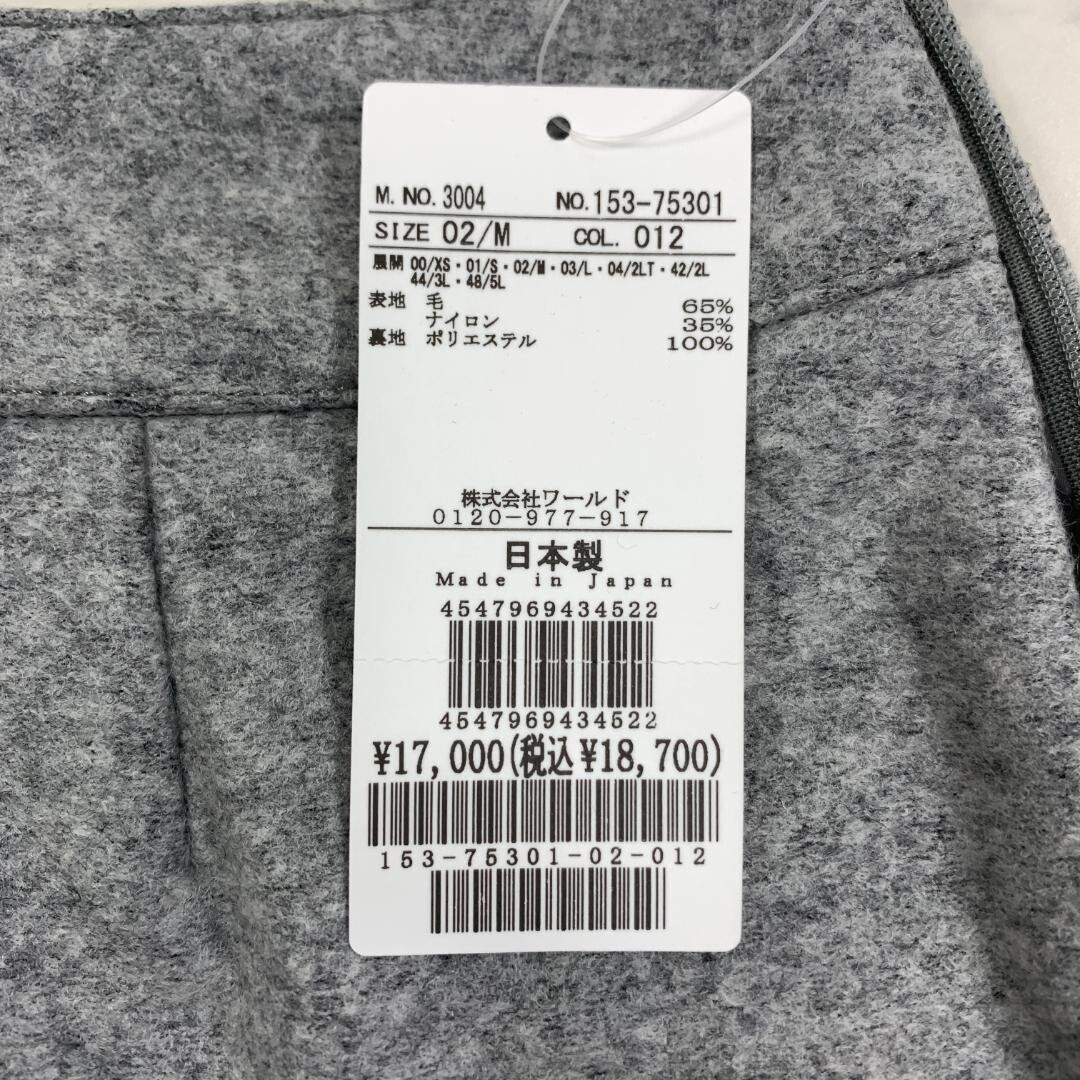 M. NO. 3004 NO. 153-75301
SIZE 02/M COL. 012
展開 00/XS・01/S・02/M・03/L・04/2LT・42/2L
44/3L・48/5L
表地 毛 65%
ナイロン 35%
裏地 ポリエステル 100%
株式会社ワールド
0120-977-917
日本製
Made in Japan
4547969434522
4547969434522
¥17,000(税込¥18,700)
153-75301-02-012